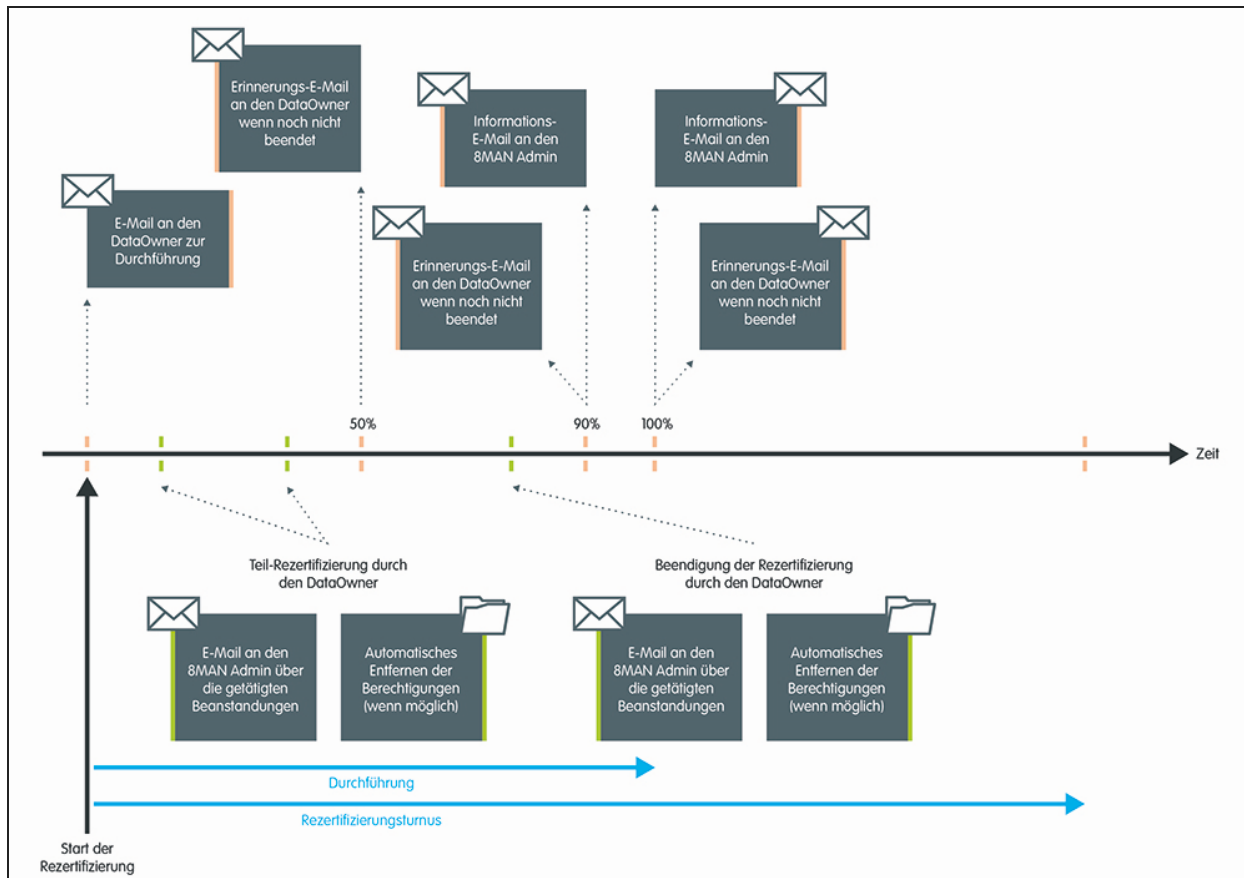 Erinnerungs-E-Mail
an den DataOwner
wenn noch nicht
beendet
Informations-
E-Mail an den
8MAN Admin
Informations-
E-Mail an den
8MAN Admin
E-Mail an den
DataOwner zur
Durchführung
Erinnerungs-E-Mail
an den DataOwner
wenn noch nicht
beendet
Erinnerungs-E-Mail
an den DataOwner
wenn noch nicht
beendet
50%
90%
100%
Zeit
Teil-Rezertifizierung durch
den DataOwner
Beendigung der Rezertifizierung
durch den DataOwner
E-Mail an den
8MAN Admin über
die getätigten
Beanstandungen
Automatisches
Entfernen der
Berechtigungen
(wenn möglich)
E-Mail an den
8MAN Admin über
die getätigten
Beanstandungen
Automatisches
Entfernen der
Berechtigungen
(wenn möglich)
Durchführung
Rezertifizierungsturnus
Start der
Rezertifizierung